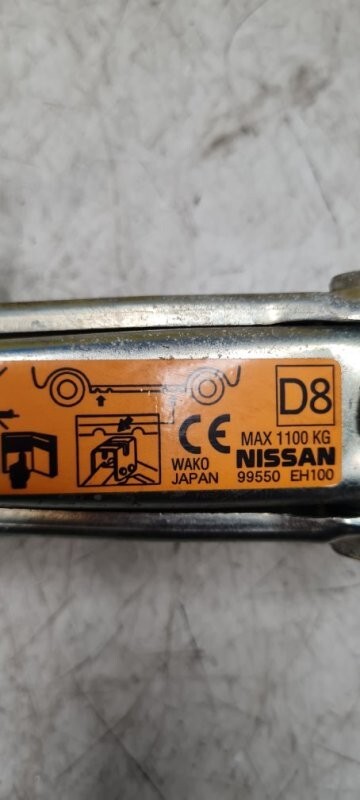 D8
CE
MAX 1100 KG
WAKO NISSAN
JAPAN 99550 EH100